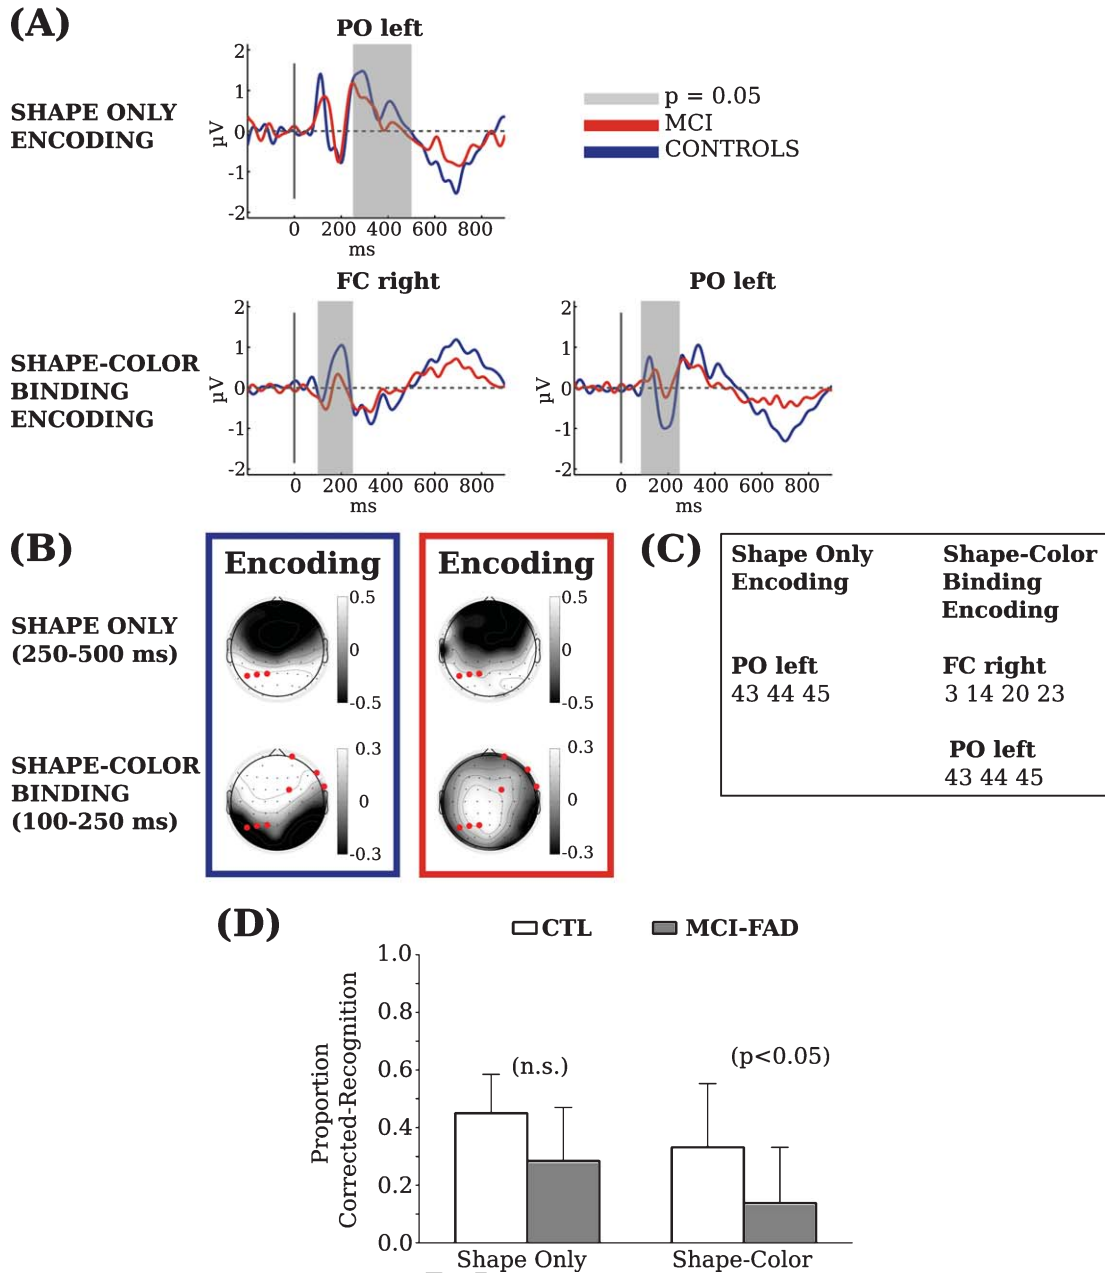 (A)
PO left
SHAPE ONLY
ENCODING
µV
2
1
0
-1
-2
0 200 400 600 800
ms
p = 0.05
MCI
CONTROLS
FC right
PO left
SHAPE-COLOR
BINDING
ENCODING
µV
2
1
0
-1
-2
0 200 400 600 800
ms
µV
2
1
0
-1
-2
0 200 400 600 800
ms
(B)
Encoding
Encoding
SHAPE ONLY
(250-500 ms)
0.5
0
-0.5
0.5
0
-0.5
SHAPE-COLOR
BINDING
(100-250 ms)
0.3
0
-0.3
0.3
0
-0.3
(C)
Shape Only
Encoding
Shape-Color
Binding
Encoding
PO left
43 44 45
FC right
3 14 20 23
PO left
43 44 45
(D)
CTL
MCI-FAD
Proportion
Corrected-Recognition
1.0
0.8
0.6
0.4
0.2
0.0
(n.s.)
(p<0.05)
Shape Only
Shape-Color